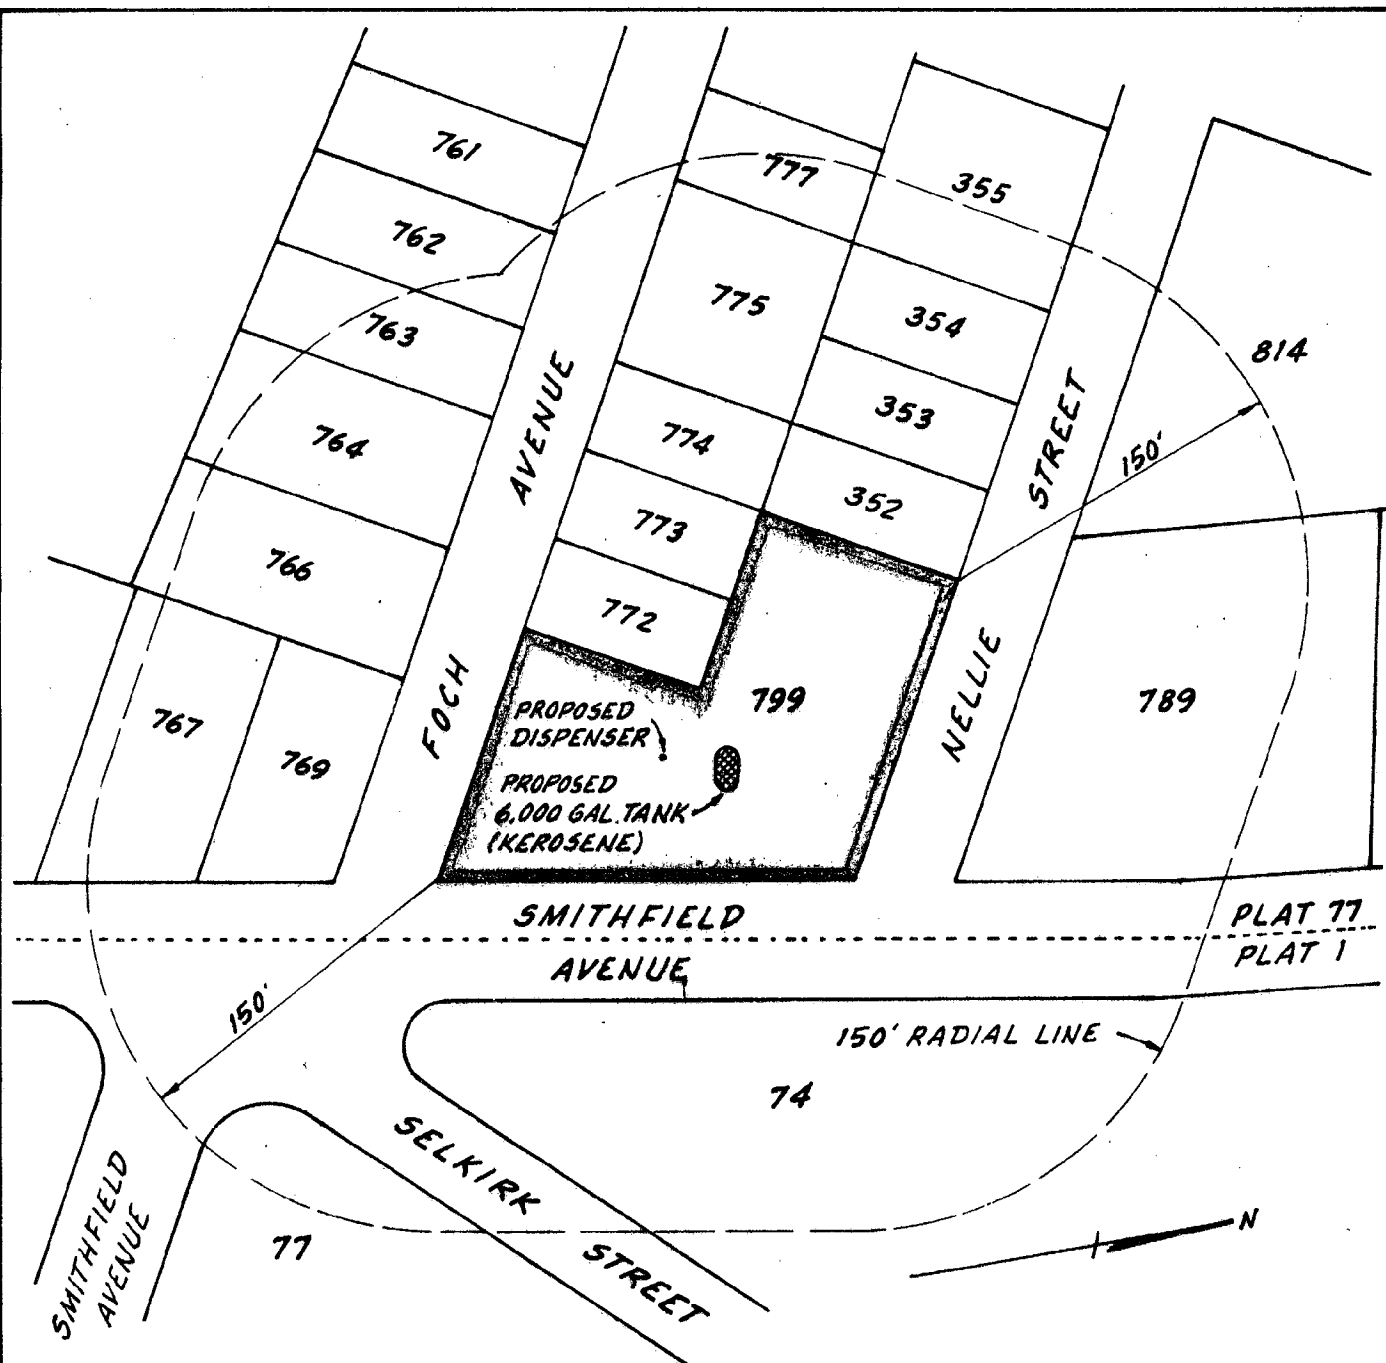 761
777
355
762
775
354
763
814
353
AVENUE
STREET
764
774
150'
352
773
766
772
FOCH
NELLIE
799
789
PROPOSED
DISPENSER
767
769
PROPOSED
6,000 GAL. TANK
(KEROSENE)
SMITHFIELD
AVENUE
PLAT 77
PLAT 1
150'
150' RADIAL LINE
74
SELKIRK
STREET
SMITHFIELD
AVENUE
77
N